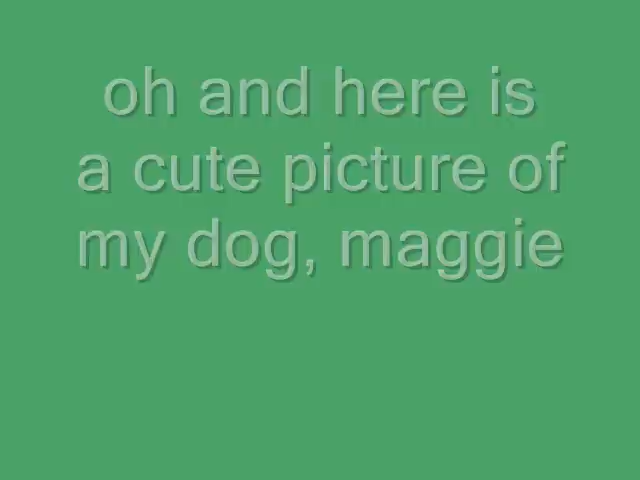 oh and here is
a cute picture of
my dog, maggie